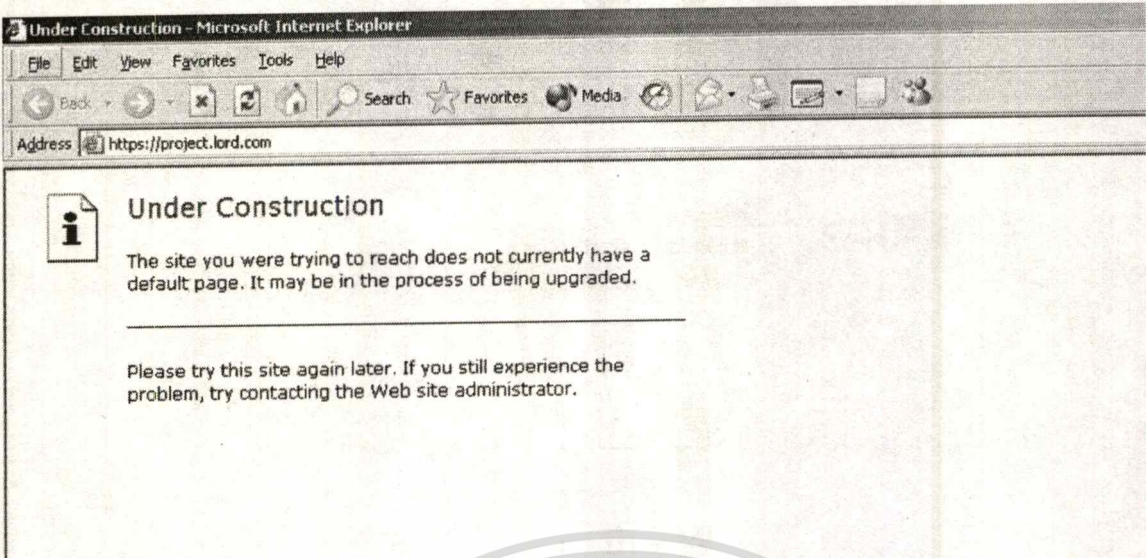 Under Construction - Microsoft Internet Explorer
File Edit View Favorites Tools Help
Back Search Favorites Media
Address https://project.lord.com
Under Construction
The site you were trying to reach does not currently have a
default page. It may be in the process of being upgraded.
Please try this site again later. If you still experience the
problem, try contacting the Web site administrator.